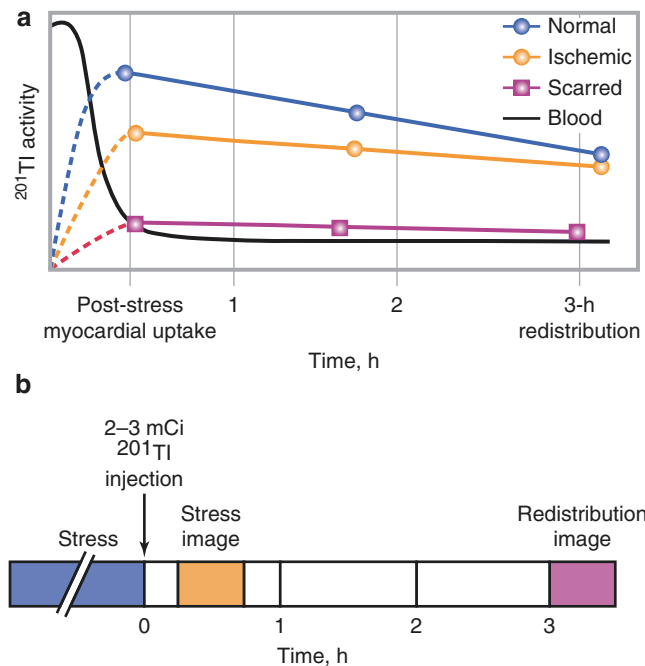 a
Normal
Ischemic
Scarred
Blood
201Tl activity
Post-stress
myocardial uptake
1
2
3-h
redistribution
Time, h
b
2–3 mCi
201Tl
injection
Stress
Stress
image
Redistribution
image
0
1
2
3
Time, h